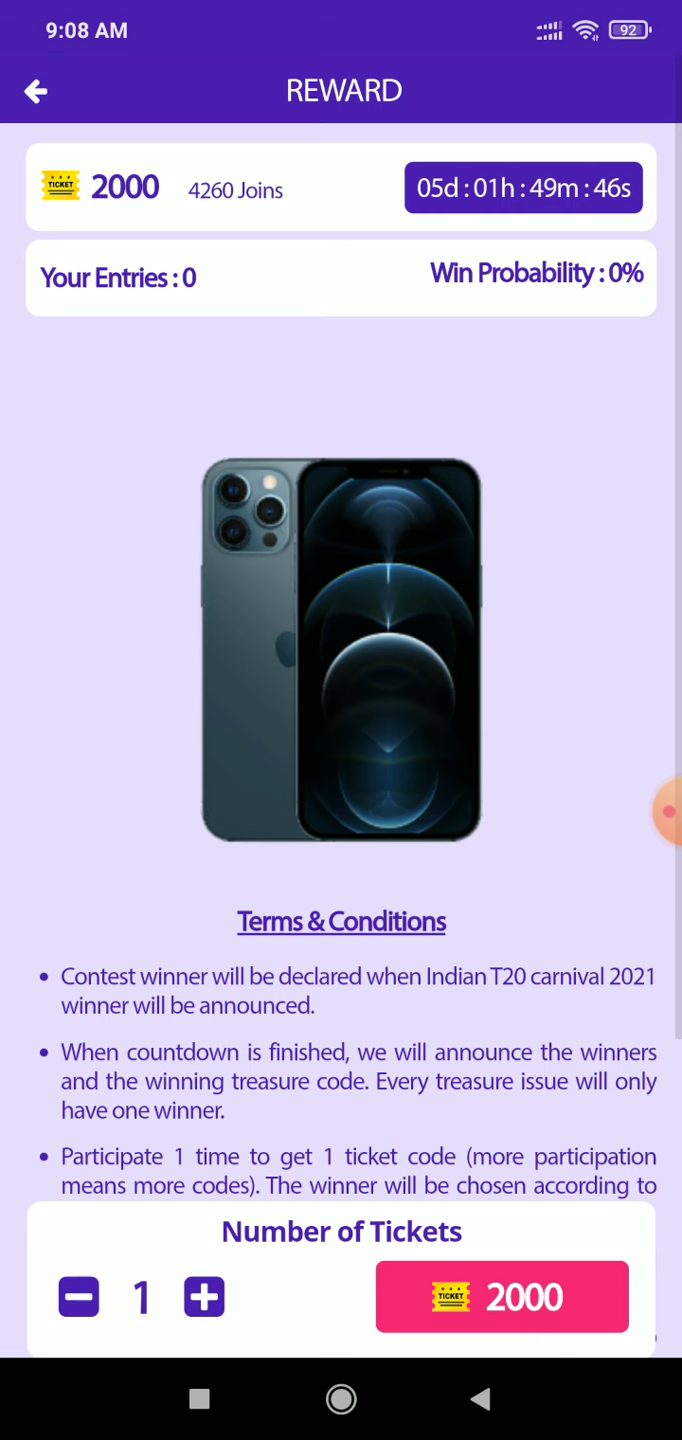 9:08 AM
92
REWARD
TICKET 2000 4260 Joins 05d : 01h : 49m : 46s
Your Entries : 0 Win Probability : 0%
Terms & Conditions
• Contest winner will be declared when Indian T20 carnival 2021
winner will be announced.
• When countdown is finished, we will announce the winners
and the winning treasure code. Every treasure issue will only
have one winner.
• Participate 1 time to get 1 ticket code (more participation
means more codes). The winner will be chosen according to
Number of Tickets
1 TICKET 2000